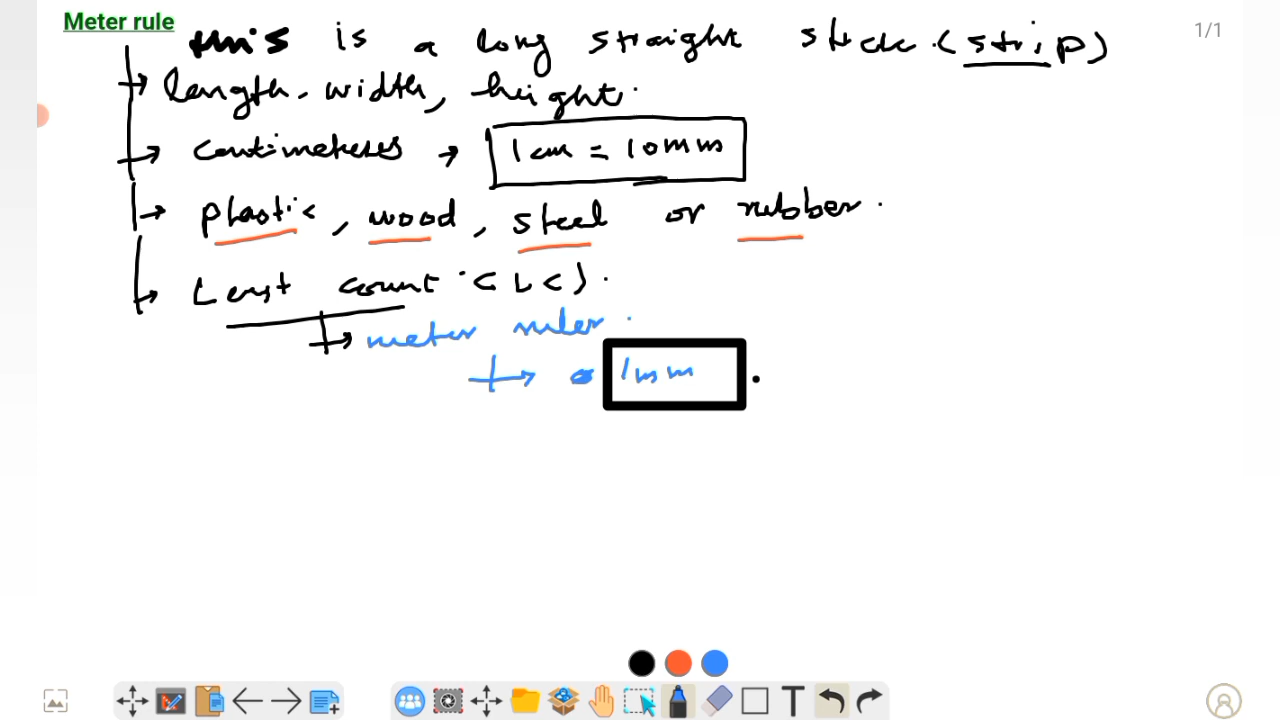 Meter rule
1/1
this is a long straight stick. (strip)
length, width, height.
centimeteres → 1cm = 10mm
plastic, wood, steel or rubber.
Least count (LC).
meter ruler.
1mm.
T